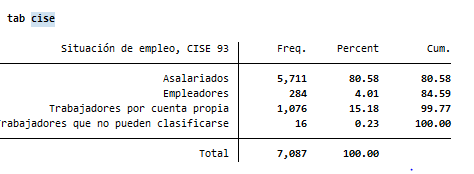 tab cise
Situación de empleo, CISE 93 Freq. Percent Cum.
Asalariados 5,711 80.58 80.58
Empleadores 284 4.01 84.59
Trabajadores por cuenta propia 1,076 15.18 99.77
rabajadores que no pueden clasificarse 16 0.23 100.00
Total 7,087 100.00